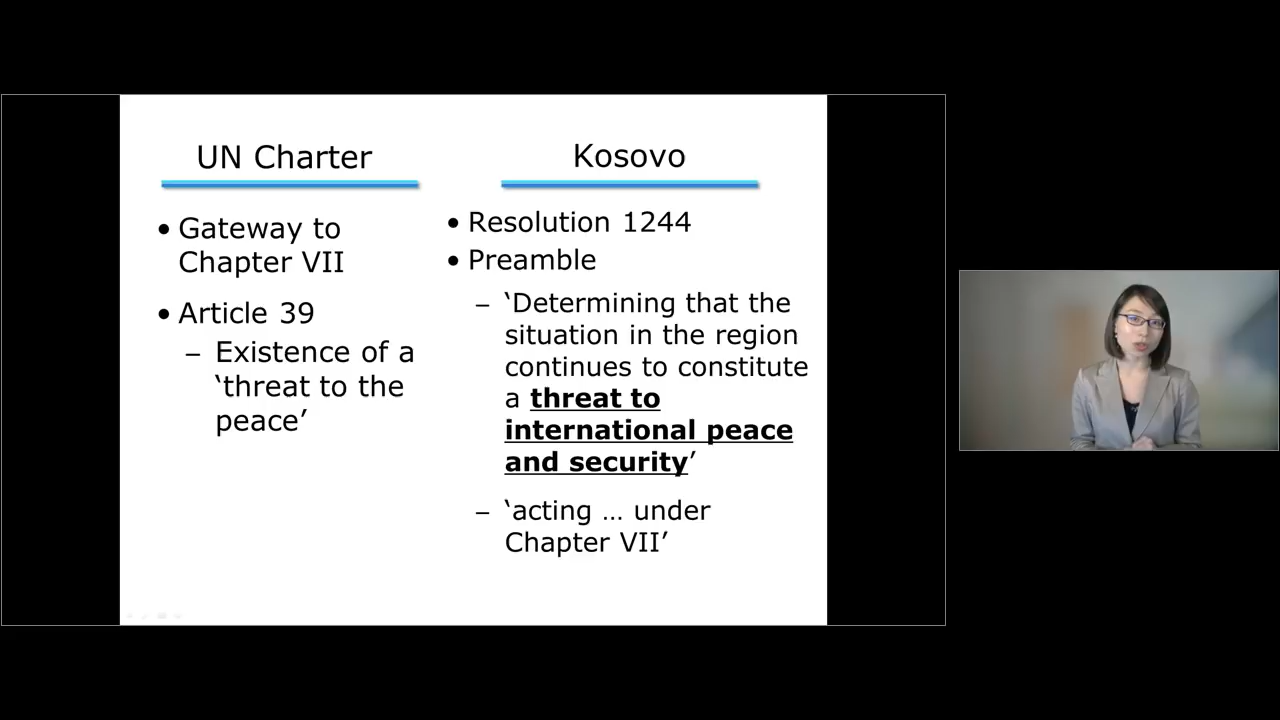 UN Charter
• Gateway to
Chapter VII
• Article 39
– Existence of a
‘threat to the
peace’
Kosovo
• Resolution 1244
• Preamble
– ‘Determining that the
situation in the region
continues to constitute
a threat to
international peace
and security’
– ‘acting … under
Chapter VII’